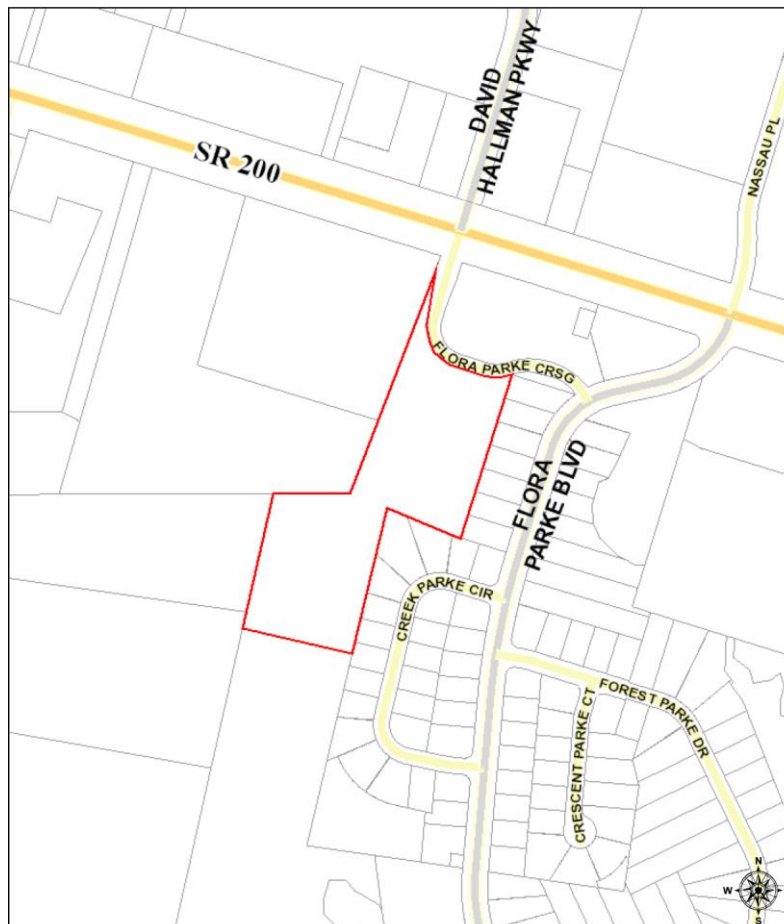 DAVID
HALLMAN PKWY
NASSAU PL
SR 200
FLORA PARKE CRSG
FLORA
PARKE BLVD
CREEK PARKE CIR
FOREST PARKE DR
CRESCENT PARKE CT
N
W
S